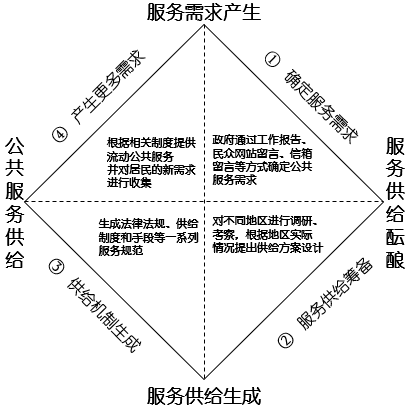 服务需求产生
① 确定服务需求
④ 产生更多需求
公共服务供给
服务供给酝酿
根据相关制度提供
流动公共服务
并对居民的新需求
进行收集
政府通过工作报告、
民众网站留言、信箱
留言等方式确定公共
服务需求
生成法律法规、供给
制度和手段等一系列
服务规范
对不同地区进行调研、
考察，根据地区实际
情况提出供给方案设计
③ 供给机制生成
② 服务供给筹备
服务供给生成